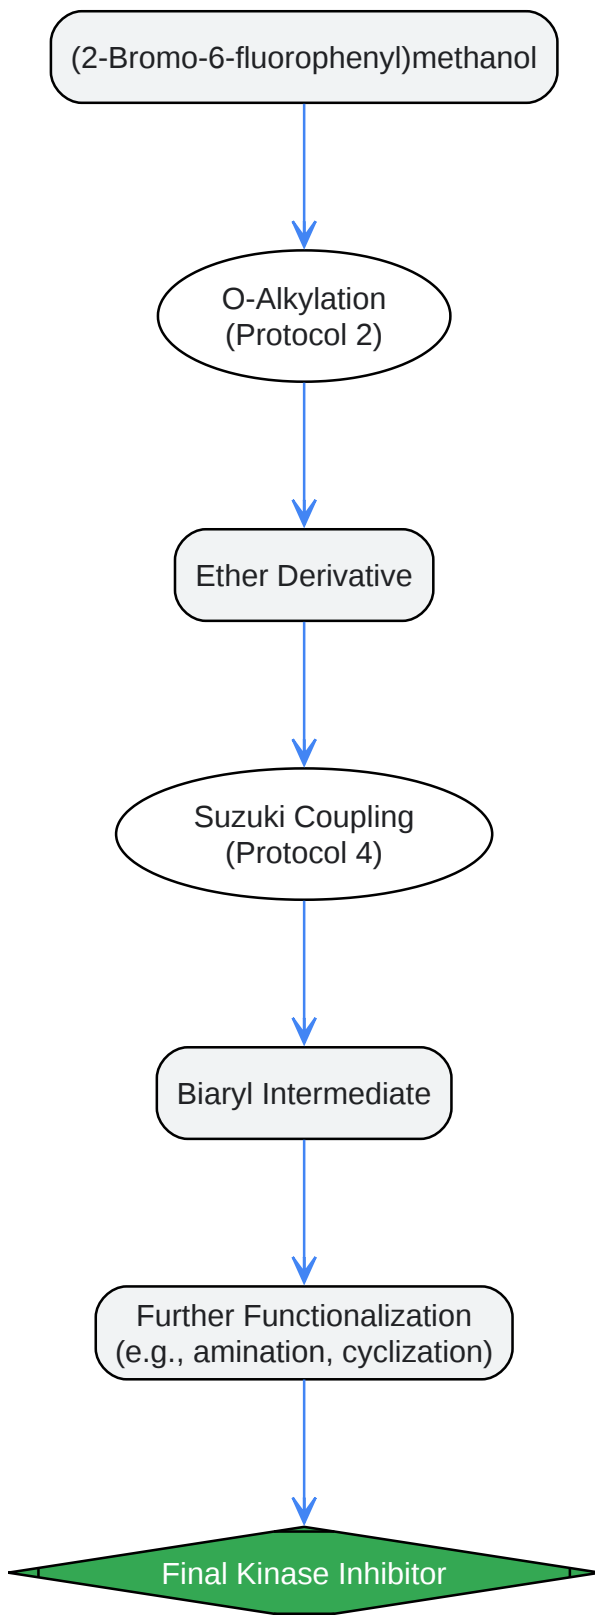 (2-Bromo-6-fluorophenyl)methanol
O-Alkylation
(Protocol 2)
Ether Derivative
Suzuki Coupling
(Protocol 4)
Biaryl Intermediate
Further Functionalization
(e.g., amination, cyclization)
Final Kinase Inhibitor